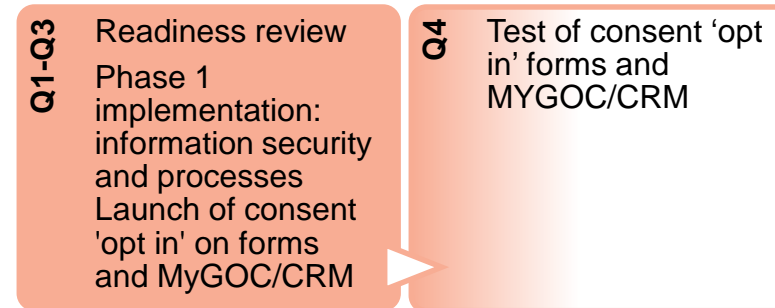 Q1-Q3
Readiness review
Phase 1
implementation:
information security
and processes
Launch of consent
'opt in' on forms
and MyGOC/CRM
Q4
Test of consent ‘opt
in’ forms and
MYGOC/CRM